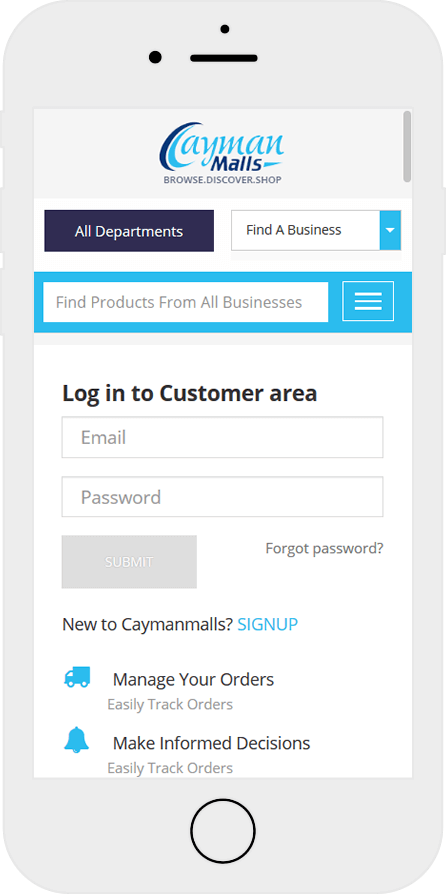 Cayman
Malls
BROWSE.DISCOVER.SHOP
All Departments
Find A Business
Find Products From All Businesses
Log in to Customer area
Email
Password
SUBMIT
Forgot password?
New to Caymanmalls? SIGNUP
Manage Your Orders
Easily Track Orders
Make Informed Decisions
Easily Track Orders